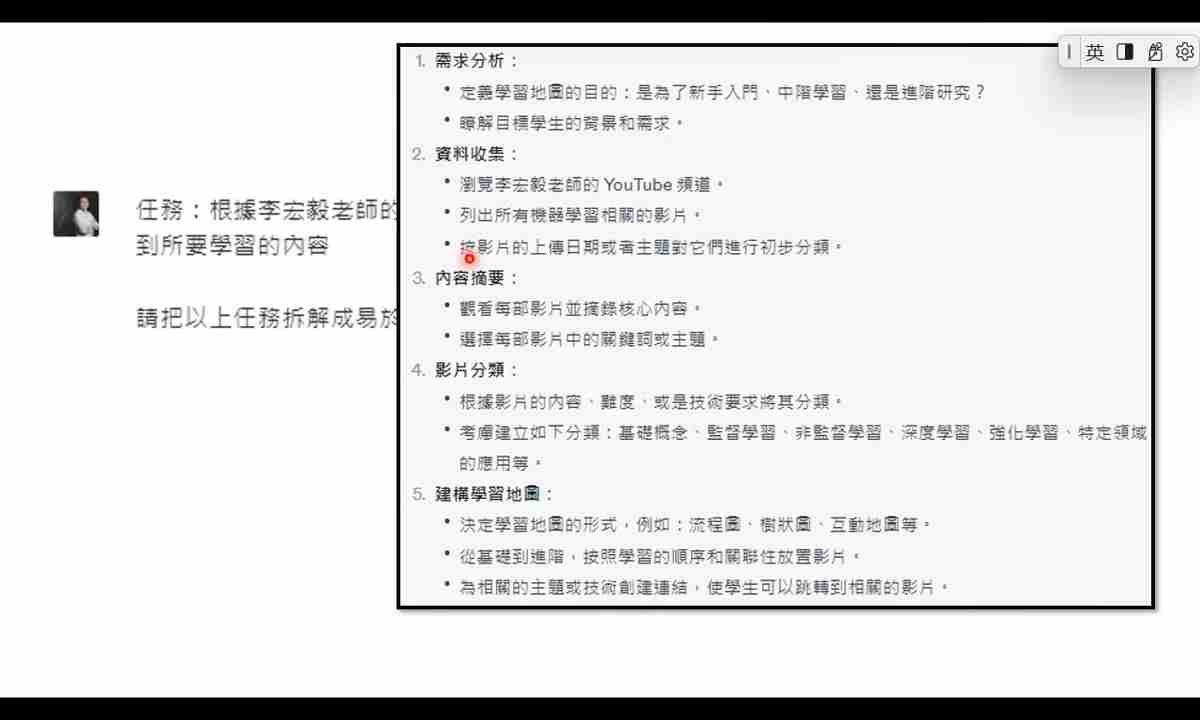 任務：根據李宏毅老師的
到所要學習的內容
請把以上任務拆解成易於
英
1. 需求分析：
• 定義學習地圖的目的：是為了新手入門、中階學習、還是進階研究？
• 瞭解目標學生的背景和需求。
2. 資料收集：
• 瀏覽李宏毅老師的 YouTube 頻道。
• 列出所有機器學習相關的影片。
• 按影片的上傳日期或者主題對它們進行初步分類。
3. 內容摘要：
• 觀看每部影片並摘錄核心內容。
• 選擇每部影片中的關鍵詞或主題。
4. 影片分類：
• 根據影片的內容、難度、或是技術要求將其分類。
• 考慮建立如下分類：基礎概念、監督學習、非監督學習、深度學習、強化學習、特定領域
的應用等。
5. 建構學習地圖：
• 決定學習地圖的形式，例如：流程圖、樹狀圖、互動地圖等。
• 從基礎到進階，按照學習的順序和關聯性放置影片。
• 為相關的主題或技術創建連結，使學生可以跳轉到相關的影片。